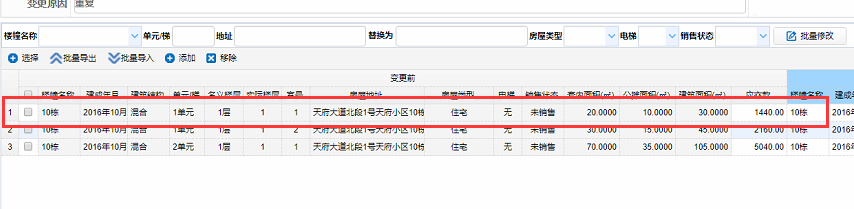 变更原因 重复
楼幢名称 单元/梯 地址 替换为 房屋类型 电梯 销售状态 批量修改
选择 批量导出 批量导入 添加 移除
变更前
楼幢名称 建成年月 建筑结构 单元/梯 名义楼层 实际楼层 室号 房屋地址 房屋类型 电梯 销售状态 套内面积(㎡) 公摊面积(㎡) 建筑面积(㎡) 应交款 楼幢名称 建成年
1 10栋 2016年10月 混合 1单元 1层 1 1 天府大道北段1号天府小区10栋 住宅 无 未销售 20.0000 10.0000 30.0000 1440.00 10栋 2016年
2 10栋 2016年10月 混合 1单元 1层 1 2 天府大道北段1号天府小区10栋 住宅 无 未销售 30.0000 15.0000 45.0000 2160.00 10栋 2016年
3 10栋 2016年10月 混合 2单元 1层 1 1 天府大道北段1号天府小区10栋 住宅 无 未销售 70.0000 35.0000 105.0000 5040.00 10栋 2016年